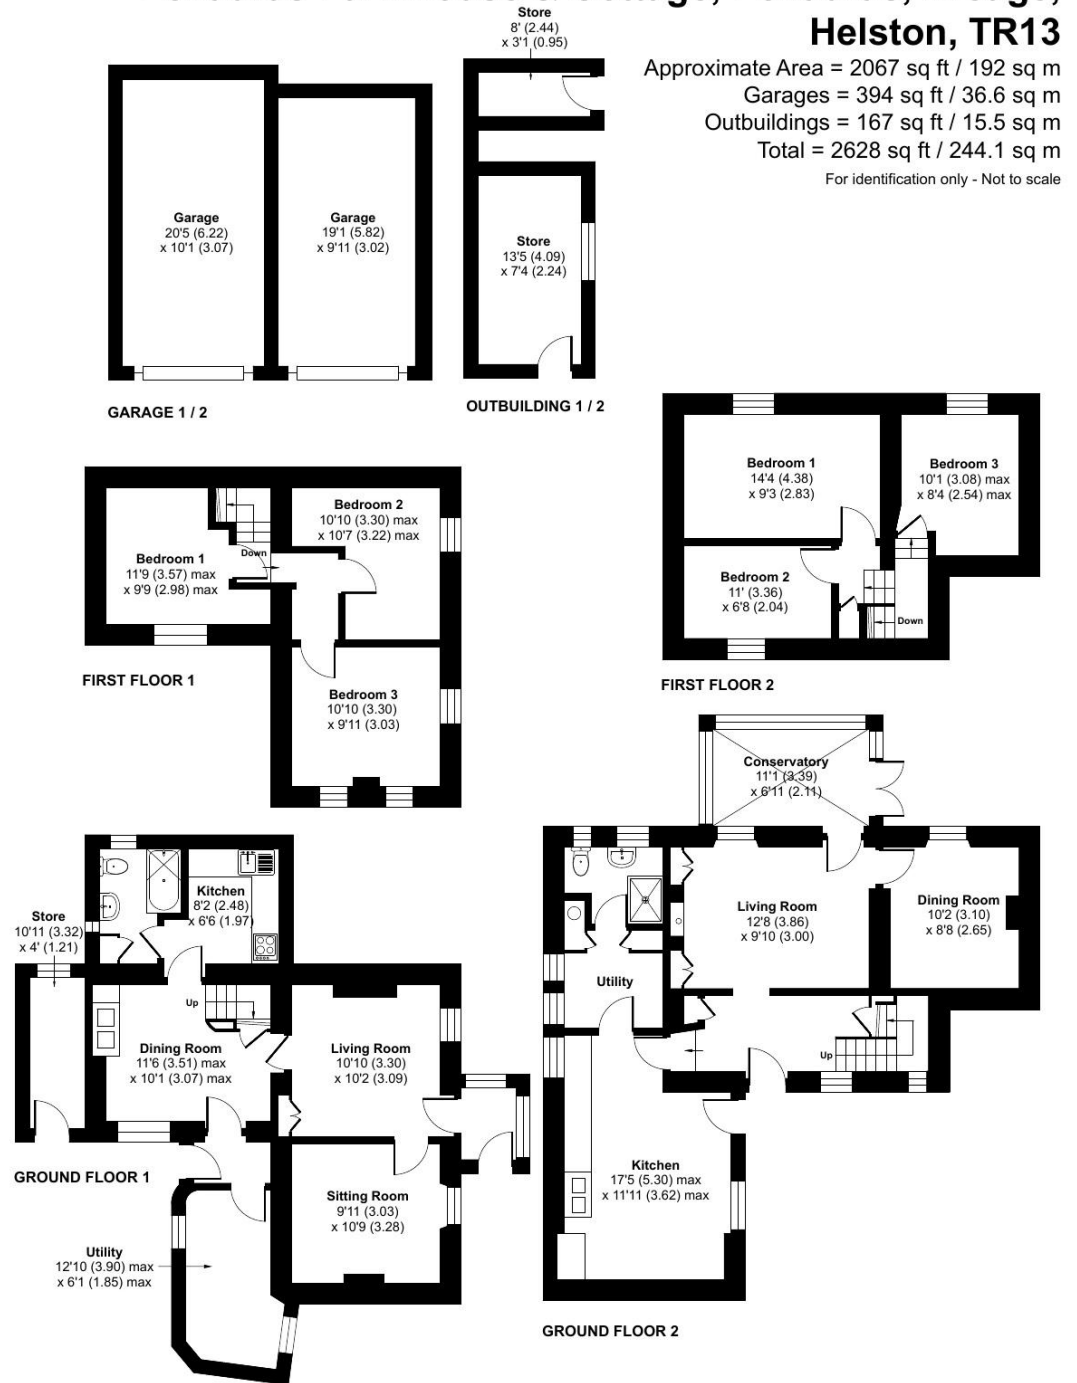 Helston, TR13
Approximate Area = 2067 sq ft / 192 sq m
Garages = 394 sq ft / 36.6 sq m
Outbuildings = 167 sq ft / 15.5 sq m
Total = 2628 sq ft / 244.1 sq m
For identification only - Not to scale
Store
8' (2.44)
x 3'1 (0.95)
Garage
20'5 (6.22)
x 10'1 (3.07)
Garage
19'1 (5.82)
x 9'11 (3.02)
Store
13'5 (4.09)
x 7'4 (2.24)
GARAGE 1 / 2
OUTBUILDING 1 / 2
Bedroom 1
11'9 (3.57) max
x 9'9 (2.98) max
Down
Bedroom 2
10'10 (3.30) max
x 10'7 (3.22) max
Bedroom 3
10'10 (3.30)
x 9'11 (3.03)
FIRST FLOOR 1
Bedroom 1
14'4 (4.38)
x 9'3 (2.83)
Bedroom 3
10'1 (3.08) max
x 8'4 (2.54) max
Bedroom 2
11' (3.36)
x 6'8 (2.04)
Down
FIRST FLOOR 2
Store
10'11 (3.32)
x 4' (1.21)
Kitchen
8'2 (2.48)
x 6'6 (1.97)
Up
Dining Room
11'6 (3.51) max
x 10'1 (3.07) max
Living Room
10'10 (3.30)
x 10'2 (3.09)
Sitting Room
9'11 (3.03)
x 10'9 (3.28)
Utility
12'10 (3.90) max
x 6'1 (1.85) max
GROUND FLOOR 1
Conservatory
11'1 (3.39)
x 6'11 (2.11)
Living Room
12'8 (3.86)
x 9'10 (3.00)
Dining Room
10'2 (3.10)
x 8'8 (2.65)
Utility
Up
Kitchen
17'5 (5.30) max
x 11'11 (3.62) max
GROUND FLOOR 2